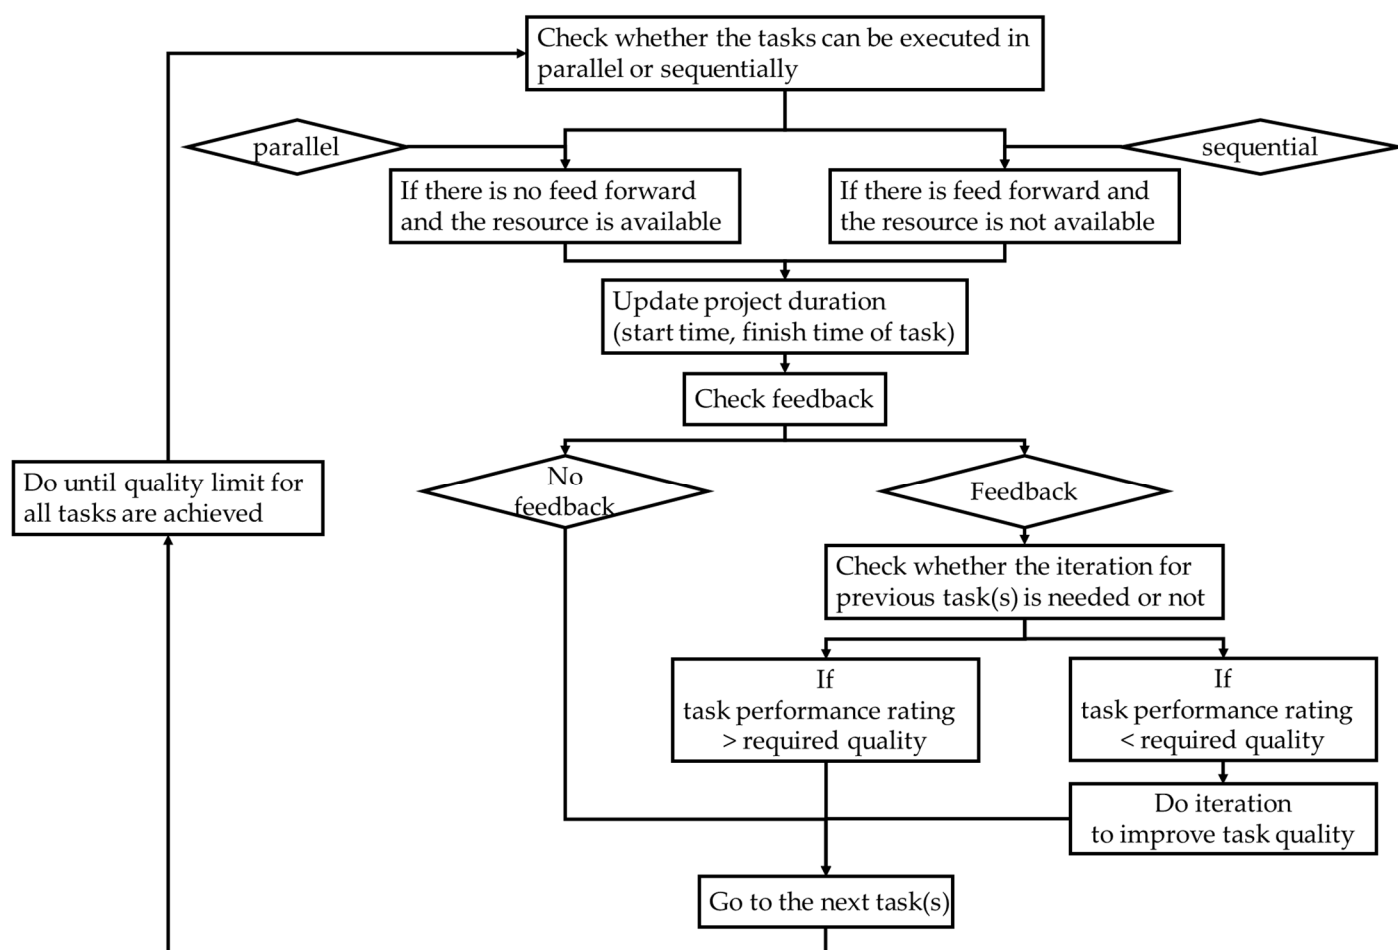 Check whether the tasks can be executed in
parallel or sequentially
parallel
sequential
If there is no feed forward
and the resource is available
If there is feed forward and
the resource is not available
Update project duration
(start time, finish time of task)
Check feedback
Do until quality limit for
all tasks are achieved
No
feedback
Feedback
Check whether the iteration for
previous task(s) is needed or not
If
task performance rating
> required quality
If
task performance rating
< required quality
Do iteration
to improve task quality
Go to the next task(s)